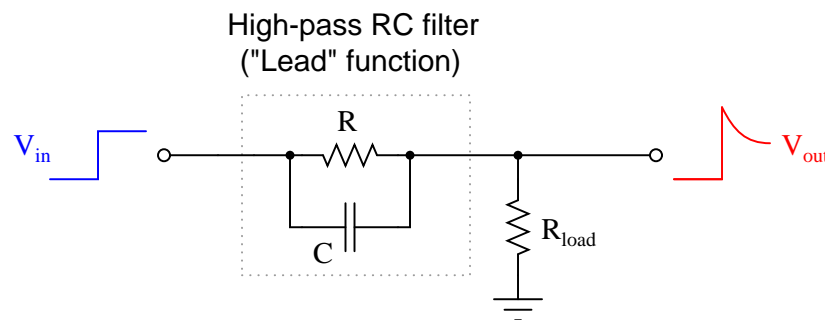 High-pass RC filter
("Lead" function)
R
V_in
V_out
C
R_load